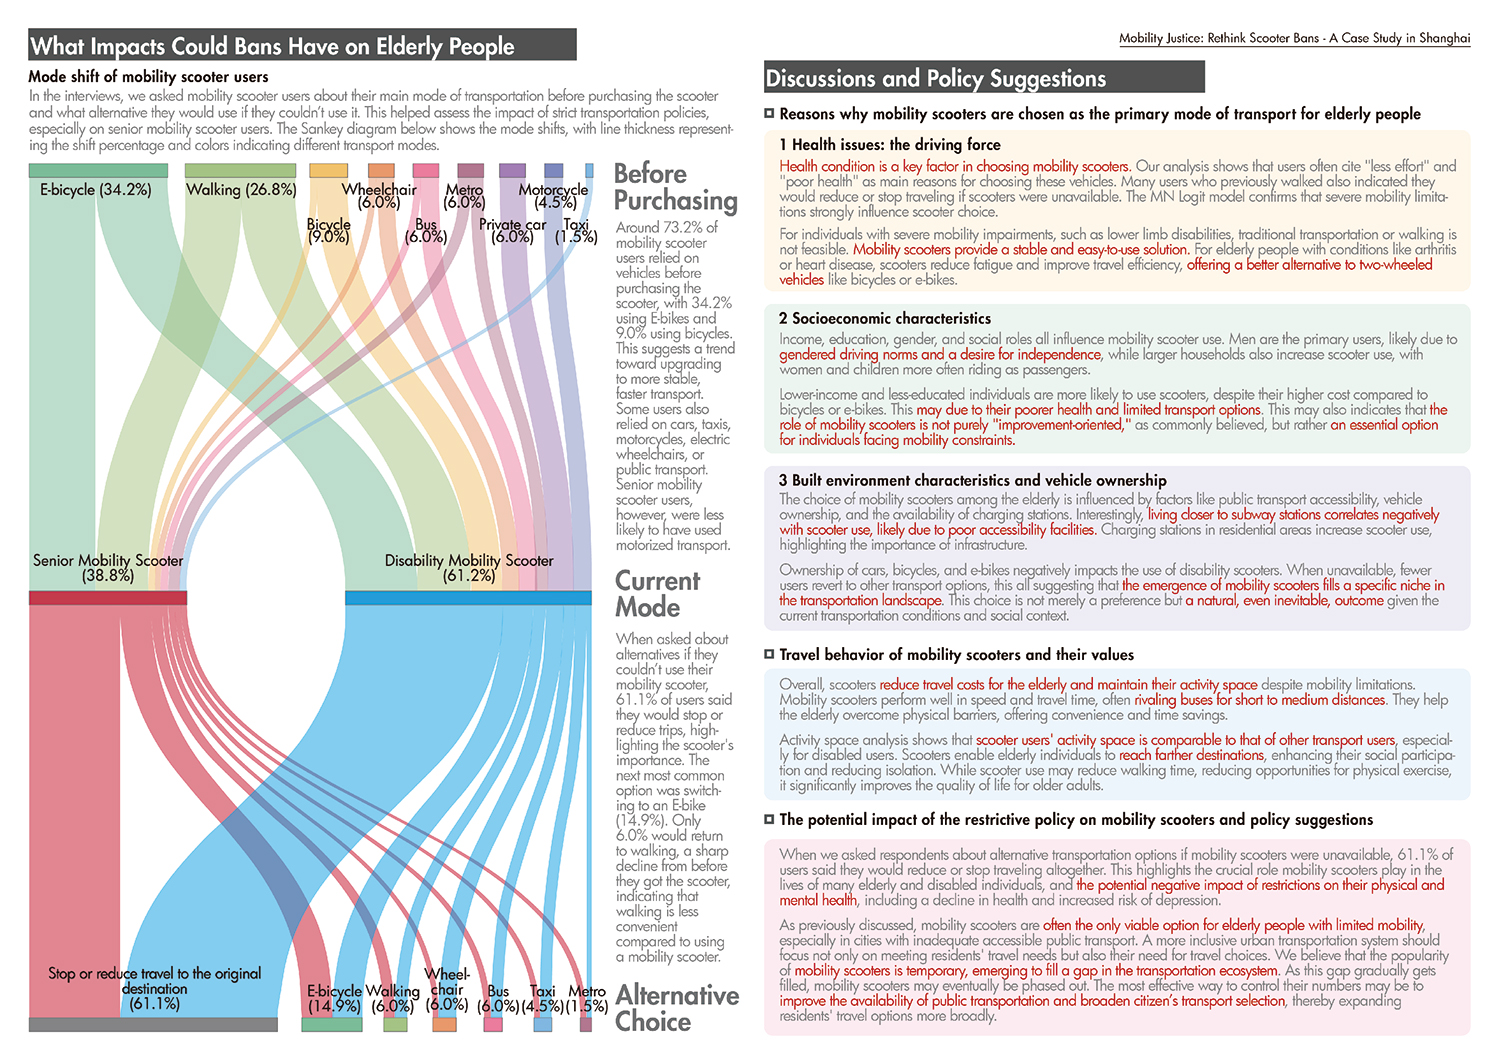 What Impacts Could Bans Have on Elderly People
Mode shift of mobility scooter users
In the interviews, we asked mobility scooter users about their main mode of transportation before purchasing the scooter
and what alternative they would use if they couldn't use it. This helped assess the impact of strict transportation policies,
especially on senior mobility scooter users. The Sankey diagram below shows the mode shifts, with line thickness represent-
ing the shift percentage and colors indicating different transport modes.
E-bicycle (34.2%)
Walking (26.8%)
Bicycle
(9.0%)
Wheelchair
(6.0%)
Bus
(6.0%)
Metro
(6.0%)
Private car
(6.0%)
Motorcycle
(4.5%)
Taxi
(1.5%)
Senior Mobility Scooter
(38.8%)
Disability Mobility Scooter
(61.2%)
Stop or reduce travel to the original
destination
(61.1%)
E-bicycle
(14.9%)
Walking
(6.0%)
Wheel-
chair
(6.0%)
Bus
(6.0%)
Taxi
(4.5%)
Metro
(1.5%)
Before
Purchasing
Around 73.2% of
mobility scooter
users relied on
vehicles before
purchasing the
scooter, with 34.2%
using E-bikes and
9.0% using bicycles.
This suggests a trend
toward upgrading
to more stable,
faster transport.
Some users also
relied on cars, taxis,
motorcycles, electric
wheelchairs, or
public transport.
Senior mobility
scooter users,
however, were less
likely to have used
motorized transport.
Current
Mode
When asked about
alternatives if they
couldn't use their
mobility scooter,
61.1% of users said
they would stop or
reduce trips, high-
lighting the scooter's
importance. The
next most common
option was switch-
ing to an E-bike
(14.9%). Only
6.0% would return
to walking, a sharp
decline from before
they got the scooter,
indicating that
walking is less
convenient
compared to using
a mobility scooter.
Alternative
Choice
Mobility Justice: Rethink Scooter Bans - A Case Study in Shanghai
Discussions and Policy Suggestions
Reasons why mobility scooters are chosen as the primary mode of transport for elderly people
1 Health issues: the driving force
Health condition is a key factor in choosing mobility scooters. Our analysis shows that users often cite "less effort" and
"poor health" as main reasons for choosing these vehicles. Many users who previously walked also indicated they
would reduce or stop traveling if scooters were unavailable. The MN Logit model confirms that severe mobility limita-
tions strongly influence scooter choice.
For individuals with severe mobility impairments, such as lower limb disabilities, traditional transportation or walking is
not feasible. Mobility scooters provide a stable and easy-to-use solution. For elderly people with conditions like arthritis
or heart disease, scooters reduce fatigue and improve travel efficiency, offering a better alternative to two-wheeled
vehicles like bicycles or e-bikes.
2 Socioeconomic characteristics
Income, education, gender, and social roles all influence mobility scooter use. Men are the primary users, likely due to
gendered driving norms and a desire for independence, while larger households also increase scooter use, with
women and children more often riding as passengers.
Lower-income and less-educated individuals are more likely to use scooters, despite their higher cost compared to
bicycles or e-bikes. This may due to their poorer health and limited transport options. This may also indicates that the
role of mobility scooters is not purely "improvement-oriented," as commonly believed, but rather an essential option
for individuals facing mobility constraints.
3 Built environment characteristics and vehicle ownership
The choice of mobility scooters among the elderly is influenced by factors like public transport accessibility, vehicle
ownership, and the availability of charging stations. Interestingly, living closer to subway stations correlates negatively
with scooter use, likely due to poor accessibility facilities. Charging stations in residential areas increase scooter use,
highlighting the importance of infrastructure.
Ownership of cars, bicycles, and e-bikes negatively impacts the use of disability scooters. When unavailable, fewer
users revert to other transport options, this all suggesting that the emergence of mobility scooters fills a specific niche in
the transportation landscape. This choice is not merely a preference but a natural, even inevitable, outcome given the
current transportation conditions and social context.
Travel behavior of mobility scooters and their values
Overall, scooters reduce travel costs for the elderly and maintain their activity space despite mobility limitations.
Mobility scooters perform well in speed and travel time, often rivaling buses for short to medium distances. They help
the elderly overcome physical barriers, offering convenience and time savings.
Activity space analysis shows that scooter users' activity space is comparable to that of other transport users, especial-
ly for disabled users. Scooters enable elderly individuals to reach farther destinations, enhancing their social participa-
tion and reducing isolation. While scooter use may reduce walking time, reducing opportunities for physical exercise,
it significantly improves the quality of life for older adults.
The potential impact of the restrictive policy on mobility scooters and policy suggestions
When we asked respondents about alternative transportation options if mobility scooters were unavailable, 61.1% of
users said they would reduce or stop traveling altogether. This highlights the crucial role mobility scooters play in the
lives of many elderly and disabled individuals, and the potential negative impact of restrictions on their physical and
mental health, including a decline in health and increased risk of depression.
As previously discussed, mobility scooters are often the only viable option for elderly people with limited mobility,
especially in cities with inadequate accessible public transport. A more inclusive urban transportation system should
focus not only on meeting residents' travel needs but also their need for travel choices. We believe that the popularity
of mobility scooters is temporary, emerging to fill a gap in the transportation ecosystem. As this gap gradually gets
filled, mobility scooters may eventually be phased out. The most effective way to control their numbers may be to
improve the availability of public transportation and broaden citizen's transport selection, thereby expanding
residents' travel options more broadly.